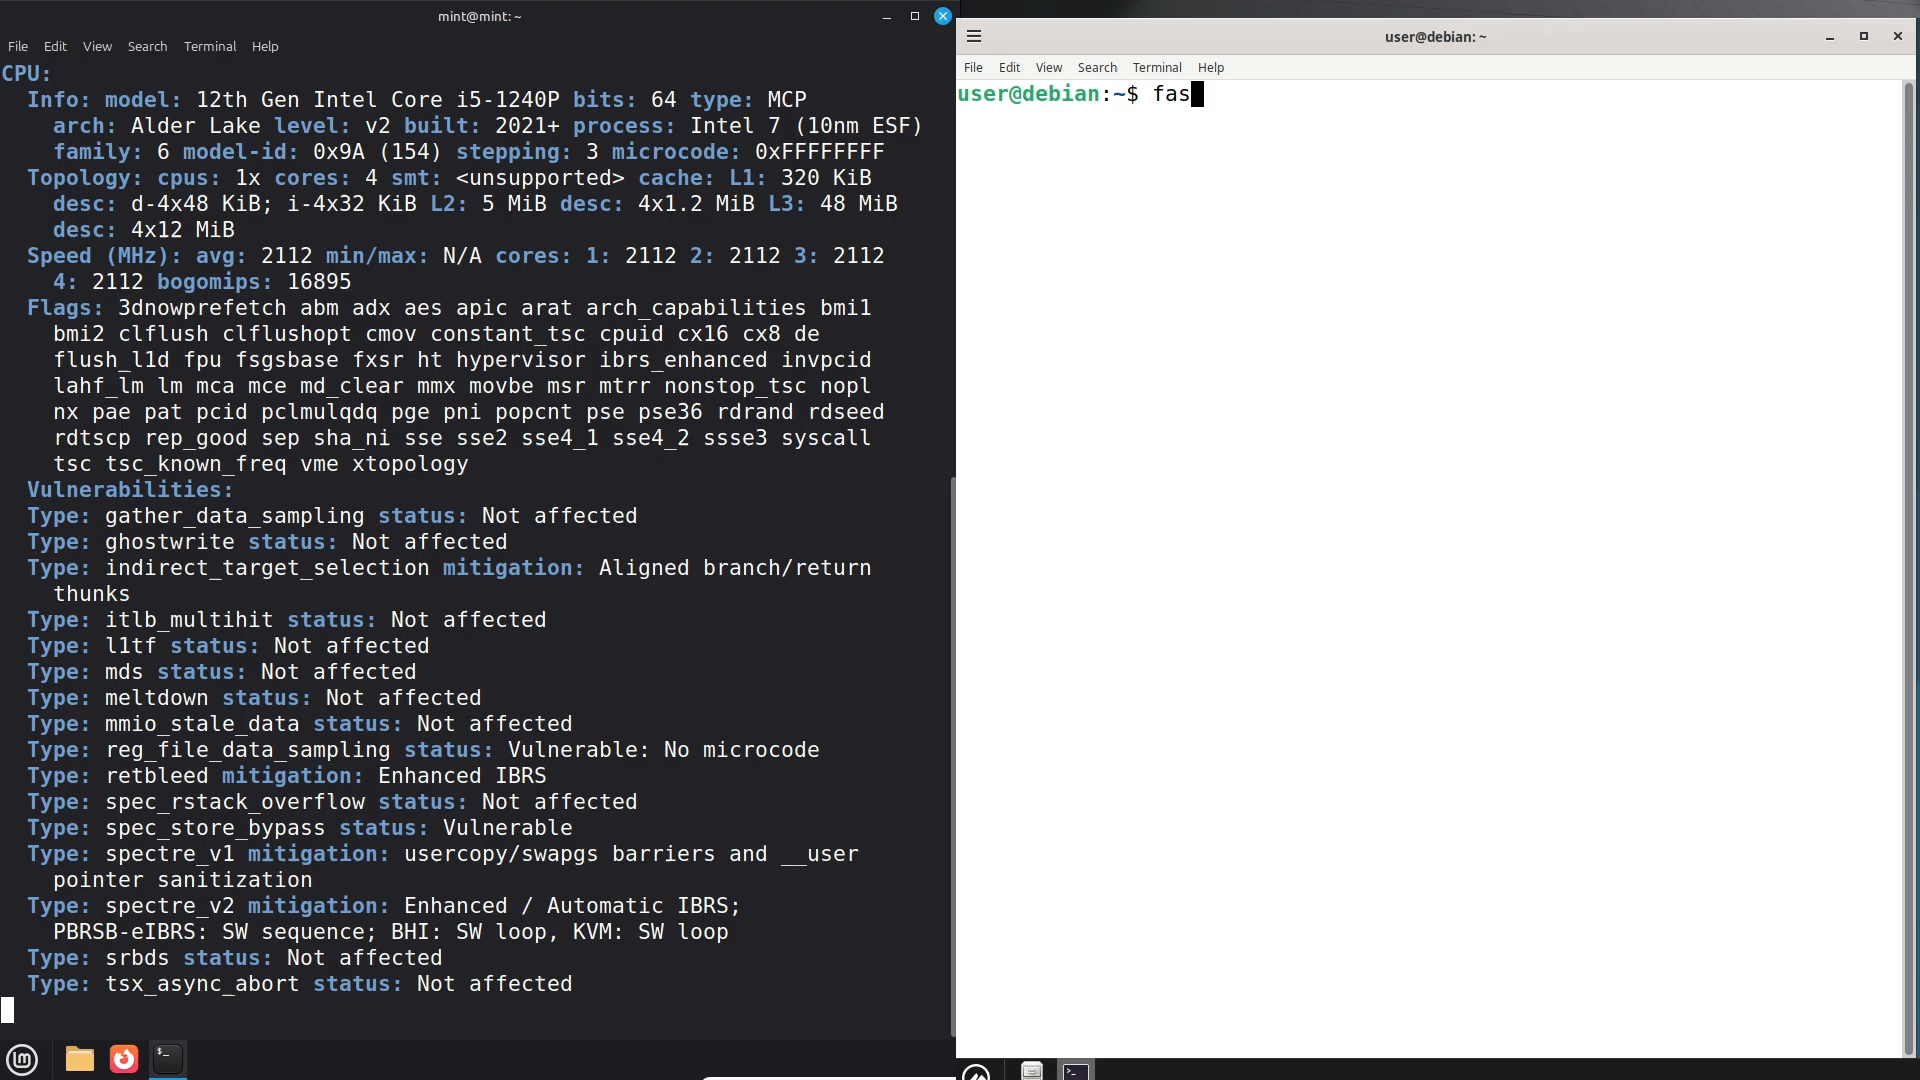 mint@mint: ~
File Edit View Search Terminal Help
CPU:
Info: model: 12th Gen Intel Core i5-1240P bits: 64 type: MCP
arch: Alder Lake level: v2 built: 2021+ process: Intel 7 (10nm ESF)
family: 6 model-id: 0x9A (154) stepping: 3 microcode: 0xFFFFFFFF
Topology: cpus: 1x cores: 4 smt: <unsupported> cache: L1: 320 KiB
desc: d-4x48 KiB; i-4x32 KiB L2: 5 MiB desc: 4x1.2 MiB L3: 48 MiB
desc: 4x12 MiB
Speed (MHz): avg: 2112 min/max: N/A cores: 1: 2112 2: 2112 3: 2112
4: 2112 bogomips: 16895
Flags: 3dnowprefetch abm adx aes apic arat arch_capabilities bmi1
bmi2 clflush clflushopt cmov constant_tsc cpuid cx16 cx8 de
flush_l1d fpu fsgsbase fxsr ht hypervisor ibrs_enhanced invpcid
lahf_lm lm mca mce md_clear mmx movbe msr mtrr nonstop_tsc nopl
nx pae pat pcid pclmulqdq pge pni popcnt pse pse36 rdrand rdseed
rdtscp rep_good sep sha_ni sse sse2 sse4_1 sse4_2 ssse3 syscall
tsc tsc_known_freq vme xtopology
Vulnerabilities:
Type: gather_data_sampling status: Not affected
Type: ghostwrite status: Not affected
Type: indirect_target_selection mitigation: Aligned branch/return
thunks
Type: itlb_multihit status: Not affected
Type: l1tf status: Not affected
Type: mds status: Not affected
Type: meltdown status: Not affected
Type: mmio_stale_data status: Not affected
Type: reg_file_data_sampling status: Vulnerable: No microcode
Type: retbleed mitigation: Enhanced IBRS
Type: spec_rstack_overflow status: Not affected
Type: spec_store_bypass status: Vulnerable
Type: spectre_v1 mitigation: usercopy/swapgs barriers and __user
pointer sanitization
Type: spectre_v2 mitigation: Enhanced / Automatic IBRS;
PBRSB-eIBRS: SW sequence; BHI: SW loop, KVM: SW loop
Type: srbds status: Not affected
Type: tsx_async_abort status: Not affected
user@debian: ~
File Edit View Search Terminal Help
user@debian:~$ fas